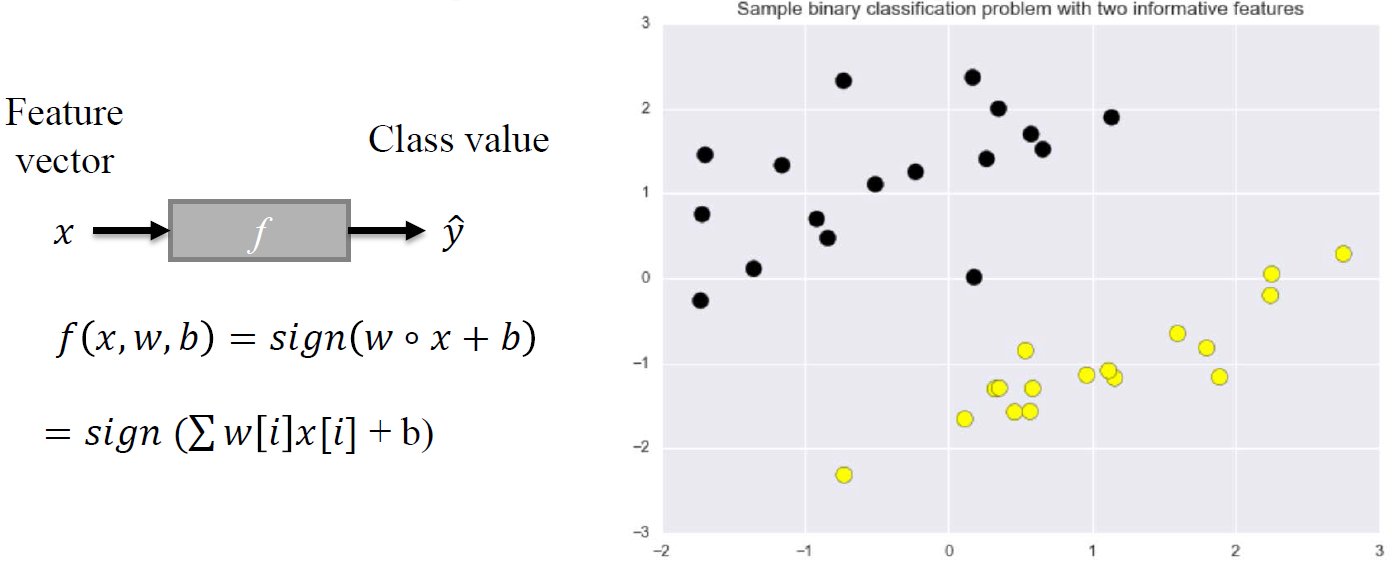 Sample binary classification problem with two informative features
Feature
vector
Class value
x
f
ŷ
f(x, w, b) = sign(w ∘ x + b)
= sign (∑ w[i]x[i] + b)
3
2
1
0
−1
−2
−3
−2
−1
0
1
2
3